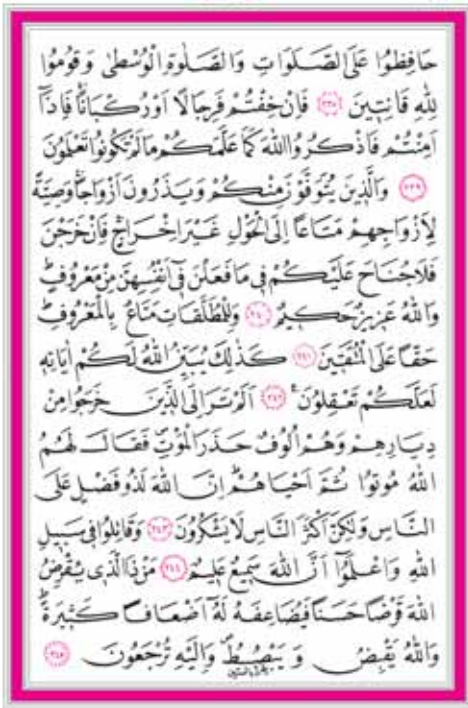 حَافِظُوا عَلَى الصَّلَوَاتِ وَالصَّلٰوةِ الْوُسْطٰى وَقُومُوا
لِلّٰهِ قَانِتِينَ ﴿٢٣٨﴾ فَاِنْ خِفْتُمْ فَرِجَالًا اَوْ رُكْبَانًا فَاِذَٓا
اَمِنْتُمْ فَاذْكُرُوا اللّٰهَ كَمَا عَلَّمَكُمْ مَا لَمْ تَكُونُوا تَعْلَمُونَ
﴿٢٣٩﴾ وَالَّذِينَ يُتَوَفَّوْنَ مِنْكُمْ وَيَذَرُونَ اَزْوَاجًا وَصِيَّةً
لِاَزْوَاجِهِمْ مَتَاعًا اِلَى الْحَوْلِ غَيْرَ اِخْرَاجٍ فَاِنْ خَرَجْنَ
فَلَا جُنَاحَ عَلَيْكُمْ فِي مَا فَعَلْنَ فِٓي اَنْفُسِهِنَّ مِنْ مَعْرُوفٍ
وَاللّٰهُ عَزِيزٌ حَكِيمٌ ﴿٢٤٠﴾ وَلِلْمُطَلَّقَاتِ مَتَاعٌ بِالْمَعْرُوفِ
حَقًّا عَلَى الْمُتَّقِينَ ﴿٢٤١﴾ كَذٰلِكَ يُبَيِّنُ اللّٰهُ لَكُمْ اٰيَاتِهِ
لَعَلَّكُمْ تَعْقِلُونَ ﴿٢٤٢﴾ اَلَمْ تَرَ اِلَى الَّذِينَ خَرَجُوا مِنْ
دِيَارِهِمْ وَهُمْ اُلُوفٌ حَذَرَ الْمَوْتِ فَقَالَ لَهُمُ
اللّٰهُ مُوتُوا ثُمَّ اَحْيَاهُمْ اِنَّ اللّٰهَ لَذُو فَضْلٍ عَلَى
النَّاسِ وَلٰكِنَّ اَكْثَرَ النَّاسِ لَا يَشْكُرُونَ ﴿٢٤٣﴾ وَقَاتِلُوا فِي سَبِيلِ
اللّٰهِ وَاعْلَمُٓوا اَنَّ اللّٰهَ سَمِيعٌ عَلِيمٌ ﴿٢٤٤﴾ مَنْ ذَا الَّذِي يُقْرِضُ
اللّٰهَ قَرْضًا حَسَنًا فَيُضَاعِفَهُ لَهُٓ اَضْعَافًا كَثِيرَةً
وَاللّٰهُ يَقْبِضُ وَيَبْصُطُ وَاِلَيْهِ تُرْجَعُونَ ﴿٢٤٥﴾